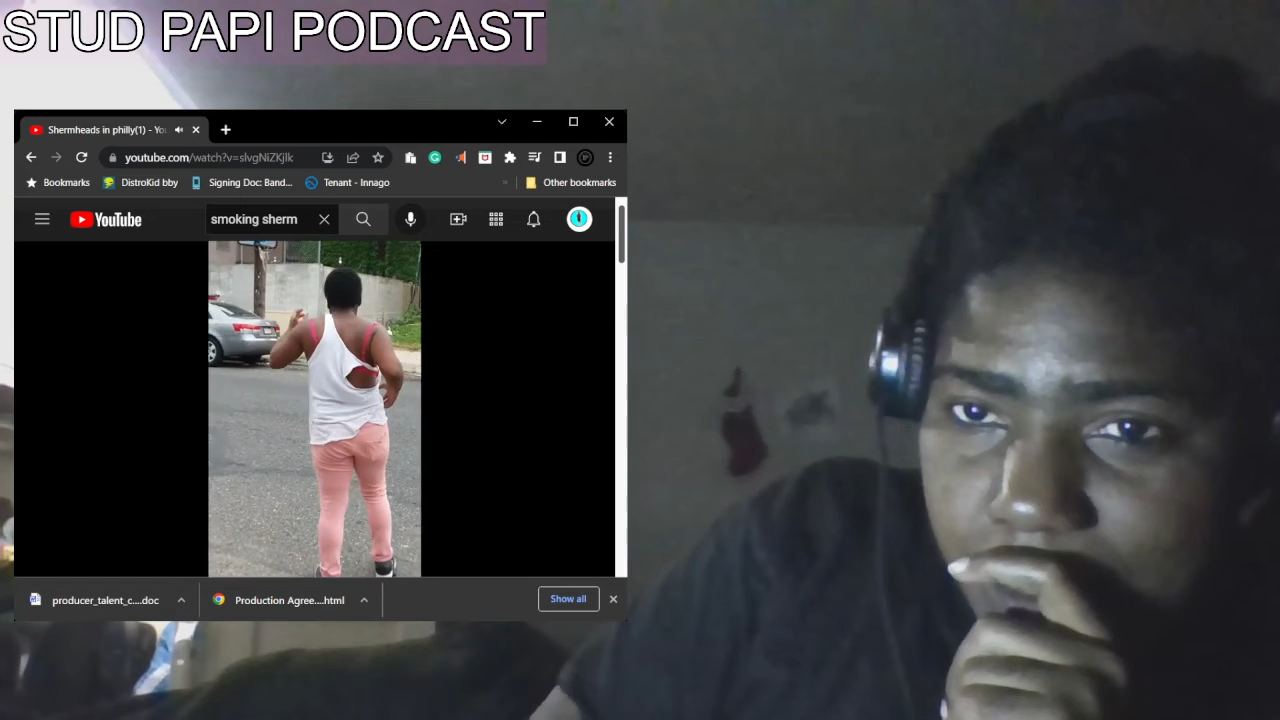 STUD PAPI PODCAST
Shermheads in philly(1) - Yo
youtube.com/watch?v=slvgNiZKjlk
Bookmarks DistroKid bby Signing Doc: Band... Tenant - Innago » Other bookmarks
YouTube smoking sherm
producer_talent_c....doc Production Agree....html Show all